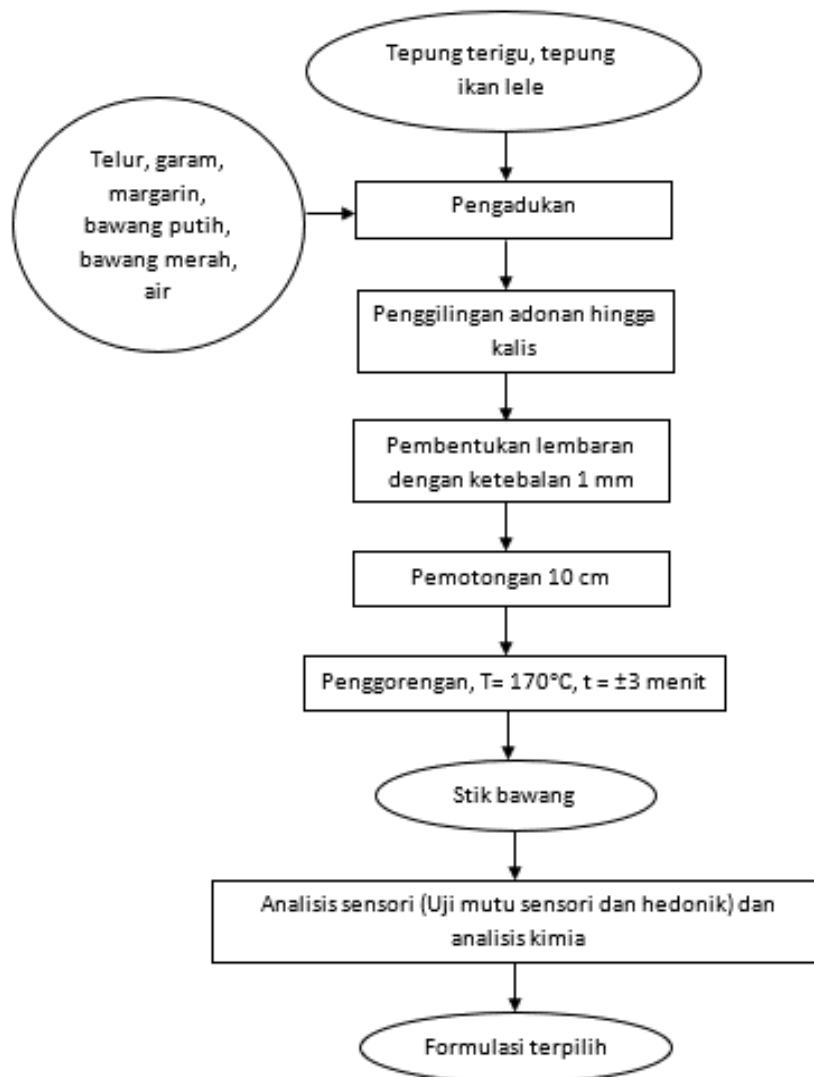 Tepung terigu, tepung
ikan lele
Telur, garam,
margarin,
bawang putih,
bawang merah,
air
Pengadukan
Penggilingan adonan hingga
kalis
Pembentukan lembaran
dengan ketebalan 1 mm
Pemotongan 10 cm
Penggorengan, T= 170°C, t = ±3 menit
Stik bawang
Analisis sensori (Uji mutu sensori dan hedonik) dan
analisis kimia
Formulasi terpilih